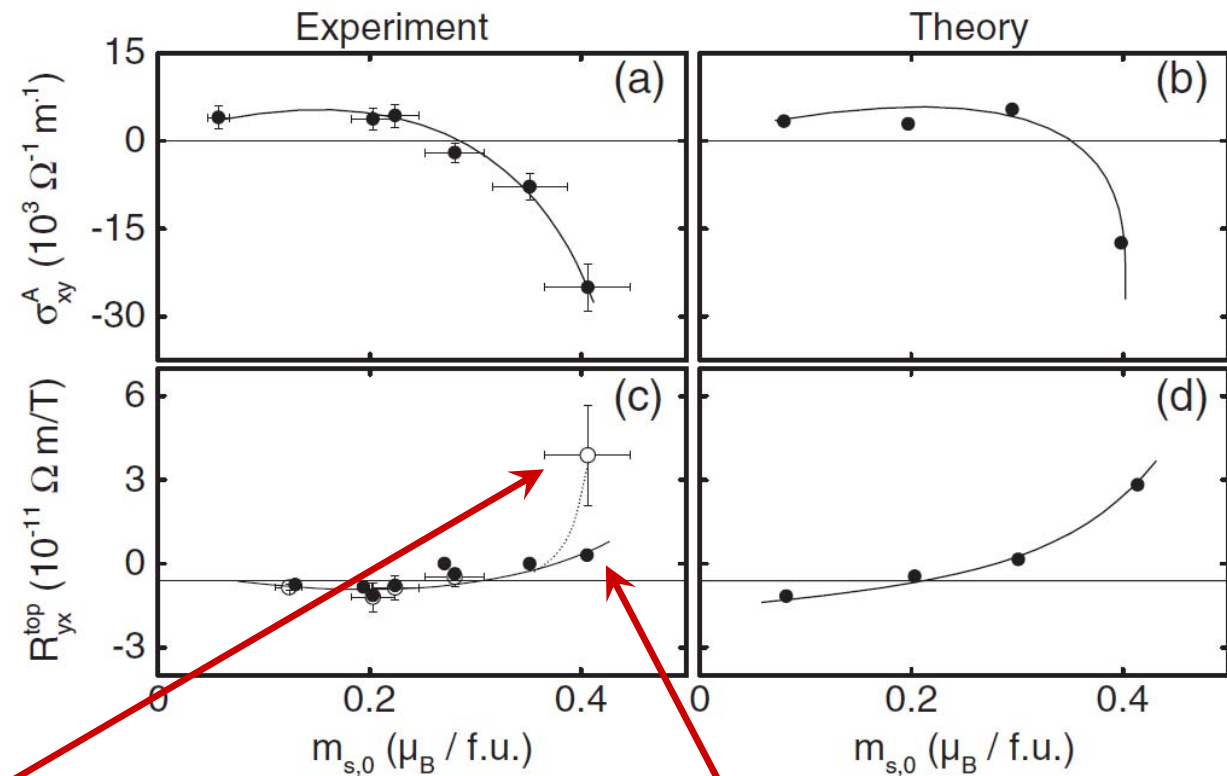 Experiment
Theory
(a)
(b)
15
0
-15
-30
σ^A_xy (10^3 Ω^-1 m^-1)
(c)
(d)
6
3
0
-3
R^top_yx (10^-11 Ω m/T)
0 0.2 0.4
0 0.2 0.4
m_s,0 (μ_B / f.u.)
m_s,0 (μ_B / f.u.)